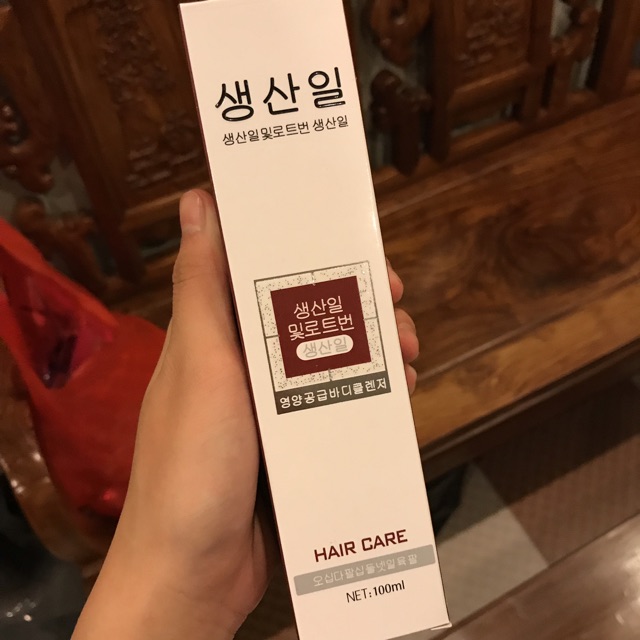 생산일
생산일및로트번 생산일
생산일
및로트번
생산일
영양공급바디클렌저
HAIR CARE
오십다말십둘넷일육팔
NET:100ml